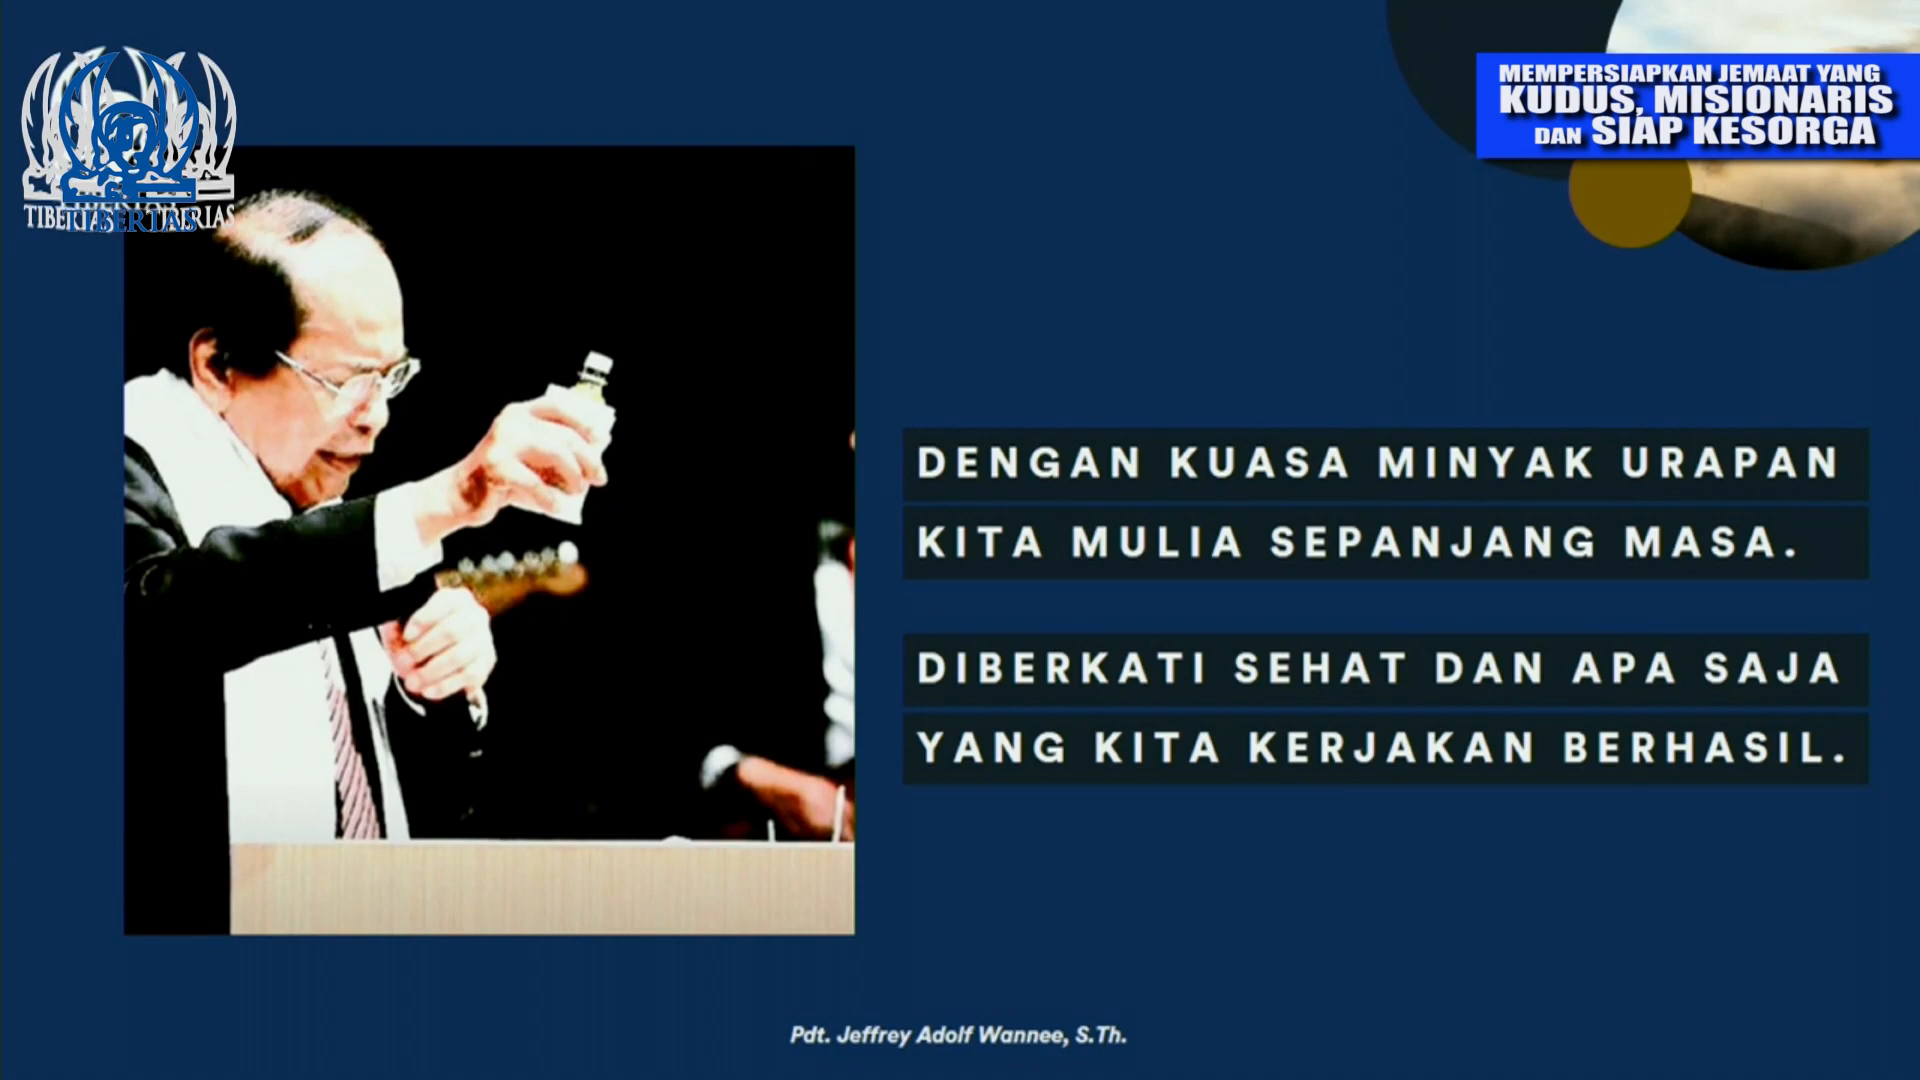 TIBERIAS
MEMPERSIAPKAN JEMAAT YANG
KUDUS, MISIONARIS
DAN SIAP KESORGA
DENGAN KUASA MINYAK URAPAN
KITA MULIA SEPANJANG MASA.
DIBERKATI SEHAT DAN APA SAJA
YANG KITA KERJAKAN BERHASIL.
Pdt. Jeffrey Adolf Wannee, S.Th.